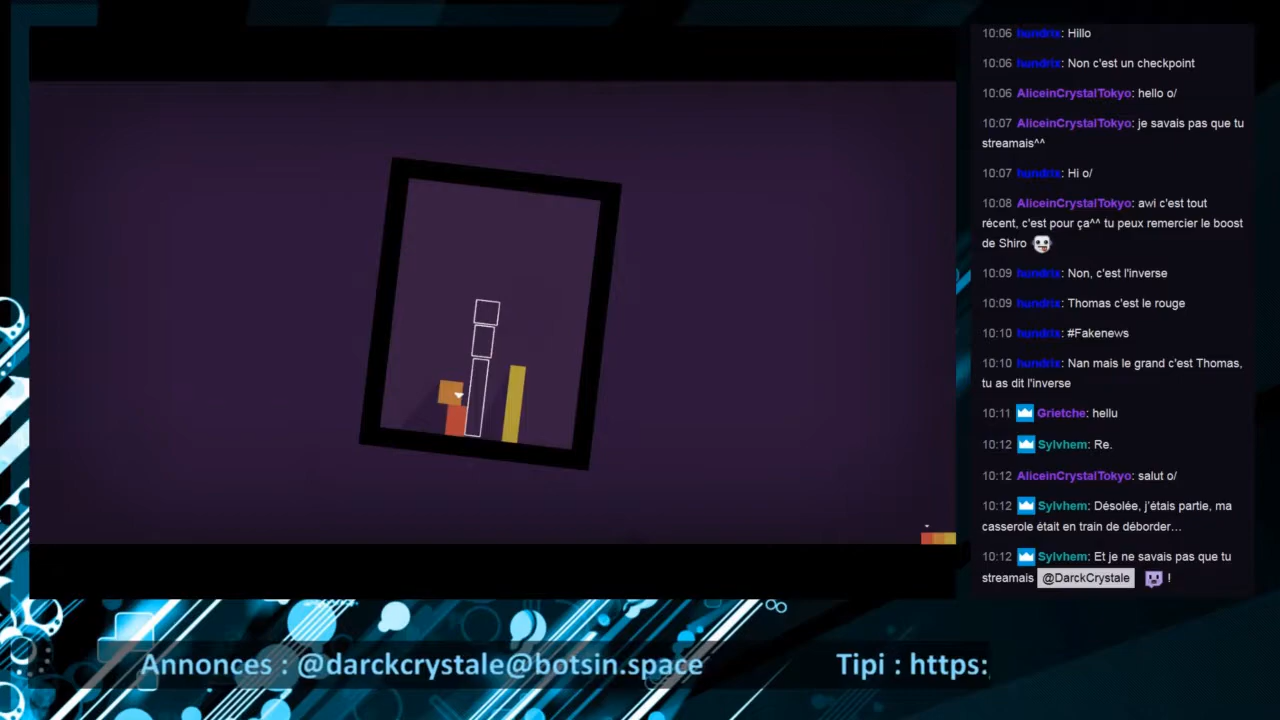 10:06 hundrix: Hillo
10:06 hundrix: Non c'est un checkpoint
10:06 AliceinCrystalTokyo: hello o/
10:07 AliceinCrystalTokyo: je savais pas que tu
streamais^^
10:07 hundrix: Hi o/
10:08 AliceinCrystalTokyo: awi c'est tout
récent, c'est pour ça^^ tu peux remercier le boost
de Shiro
10:09 hundrix: Non, c'est l'inverse
10:09 hundrix: Thomas c'est le rouge
10:10 hundrix: #Fakenews
10:10 hundrix: Nan mais le grand c'est Thomas,
tu as dit l'inverse
10:11 Grietche: hellu
10:12 Sylvhem: Re.
10:12 AliceinCrystalTokyo: salut o/
10:12 Sylvhem: Désolée, j'étais partie, ma
casserole était en train de déborder…
10:12 Sylvhem: Et je ne savais pas que tu
streamais @DarckCrystale !
Annonces : @darckcrystale@botsin.space Tipi : https: